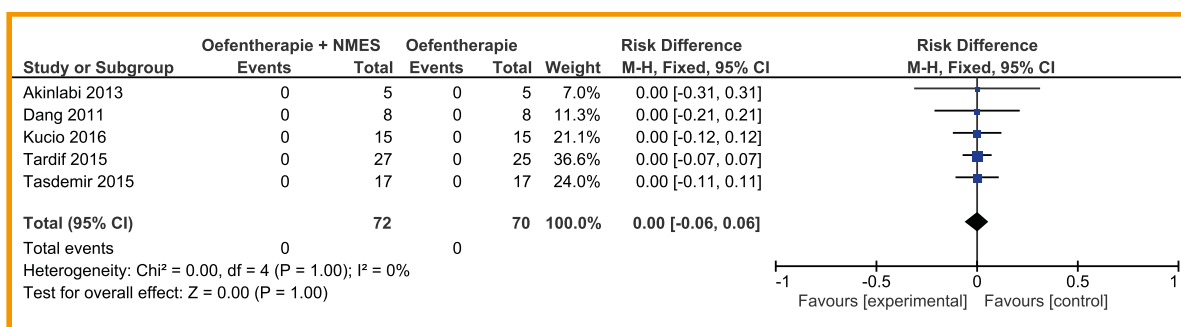 Oefentherapie + NMES Oefentherapie Risk Difference Risk Difference
Study or Subgroup Events Total Events Total Weight M-H, Fixed, 95% CI M-H, Fixed, 95% CI
Akinlabi 2013 0 5 0 5 7.0% 0.00 [-0.31, 0.31]
Dang 2011 0 8 0 8 11.3% 0.00 [-0.21, 0.21]
Kucio 2016 0 15 0 15 21.1% 0.00 [-0.12, 0.12]
Tardif 2015 0 27 0 25 36.6% 0.00 [-0.07, 0.07]
Tasdemir 2015 0 17 0 17 24.0% 0.00 [-0.11, 0.11]
Total (95% CI) 72 70 100.0% 0.00 [-0.06, 0.06]
Total events 0 0
Heterogeneity: Chi² = 0.00, df = 4 (P = 1.00); I² = 0%
Test for overall effect: Z = 0.00 (P = 1.00)
-1 -0.5 0 0.5 1
Favours [experimental] Favours [control]